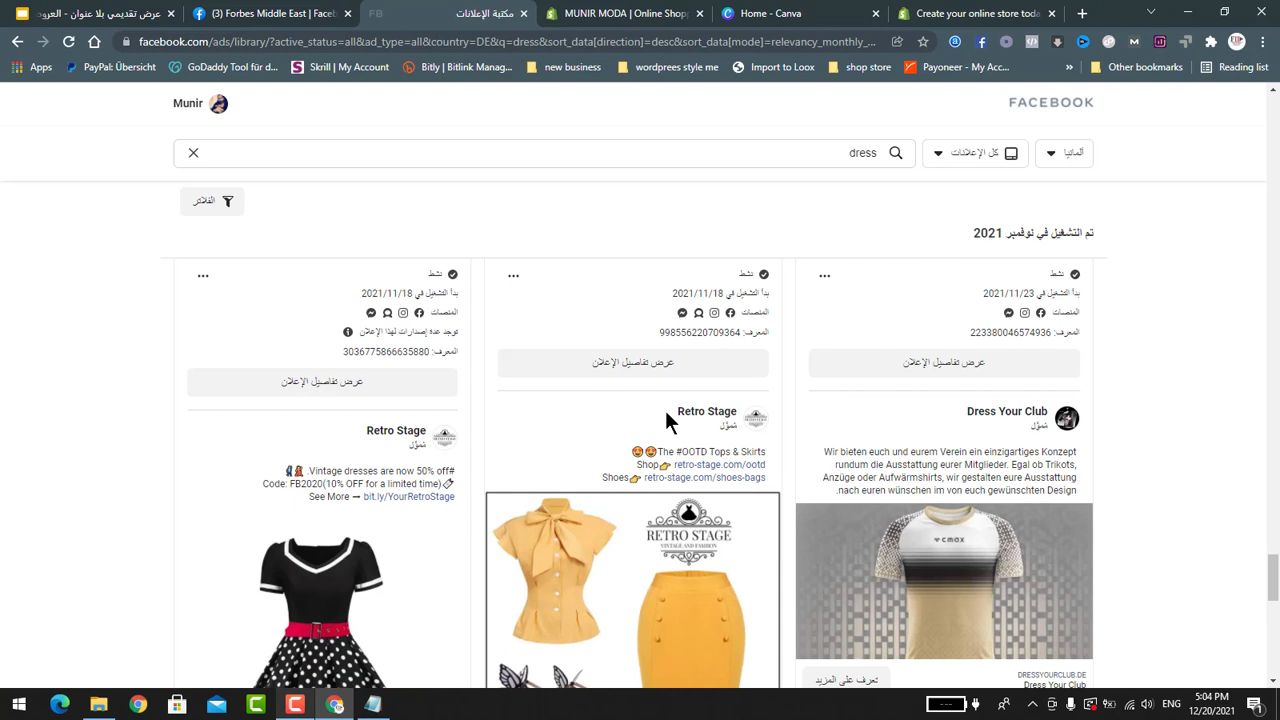 عرض تقديمي بلا عنوان - العرود
(3) Forbes Middle East | Faceb
FB
مكتبة الإعلانات
MUNIR MODA | Online Shop
Home - Canva
Create your own online store toda
facebook.com/ads/library/?active_status=all&ad_type=all&country=DE&q=dress&sort_data[direction]=desc&sort_data[mode]=relevancy_monthly_...
Apps
PayPal: Übersicht
GoDaddy Tool für d...
Skrill | My Account
Bitly | Bitlink Manag...
new business
wordprees style me
Import to Loox
shop store
Payoneer - My Acc...
»
Other bookmarks
Reading list
Munir
FACEBOOK
ألمانيا
كل الإعلانات
dress
الفلاتر
تم التشغيل في نوفمبر 2021
نشط
بدأ التشغيل في 2021/11/23
المنصات
المعرف: 223380046574936
عرض تفاصيل الإعلان
Dress Your Club
مُموَّل
Wir bieten euch und eurem Verein ein einzigartiges Konzept
rundum die Ausstattung eurer Mitglieder. Egal ob Trikots,
Anzüge oder Aufwärmshirts, wir gestalten eure Ausstattung
.nach euren wünschen im von euch gewünschten Design
cmax
DRESSYOURCLUB.DE
Dress Your Club
تعرف على المزيد
نشط
بدأ التشغيل في 2021/11/18
المنصات
المعرف: 998556220709364
عرض تفاصيل الإعلان
Retro Stage
مُموَّل
😍😍The #OOTD Tops & Skirts
Shop👉 retro-stage.com/ootd
Shoes👉 retro-stage.com/shoes-bags
RETRO STAGE
VINTAGE AND FASHION
نشط
بدأ التشغيل في 2021/11/18
المنصات
توجد عدة إصدارات لهذا الإعلان
المعرف: 3036775866635880
عرض تفاصيل الإعلان
Retro Stage
مُموَّل
.Vintage dresses are now 50% off#
Code: FB2020(10% OFF for a limited time)
See More → bit.ly/YourRetroStage
ENG
5:04 PM
12/20/2021